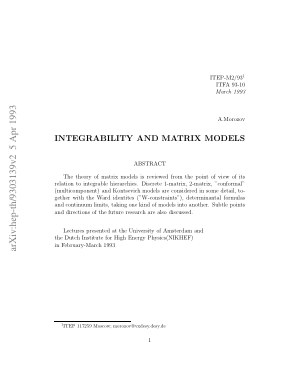 ITEP-M2/93¹
ITFA 93-10
March 1993
A.Morozov
INTEGRABILITY AND MATRIX MODELS
ABSTRACT
The theory of matrix models is reviewed from the point of view of its
relation to integrable hierarchies. Discrete 1-matrix, 2-matrix, "conformal"
(multicomponent) and Kontsevich models are considered in some detail, to-
gether with the Ward identites ("W-constraints"), determinantal formulas
and continuum limits, taking one kind of models into another. Subtle points
and directions of the future research are also discussed.
Lectures presented at the University of Amsterdam and
the Dutch Institute for High Energy Physics(NIKHEF)
in February-March 1993
¹ITEP 117259 Moscow; morozov@vxdesy.desy.de
1
arXiv:hep-th/9303139v2 5 Apr 1993